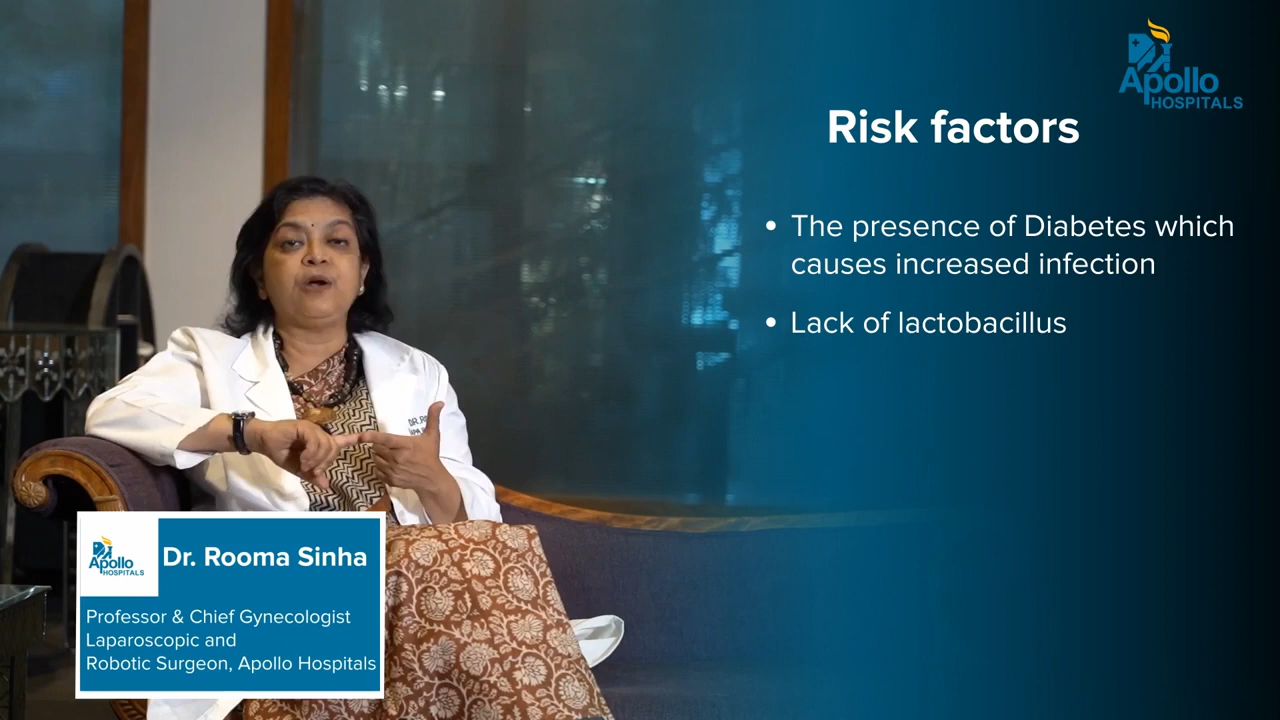 Apollo
HOSPITALS
Risk factors
• The presence of Diabetes which
causes increased infection
• Lack of lactobacillus
DR.
Apollo
HOSPITALS
Dr. Rooma Sinha
Professor & Chief Gynecologist
Laparoscopic and
Robotic Surgeon, Apollo Hospitals